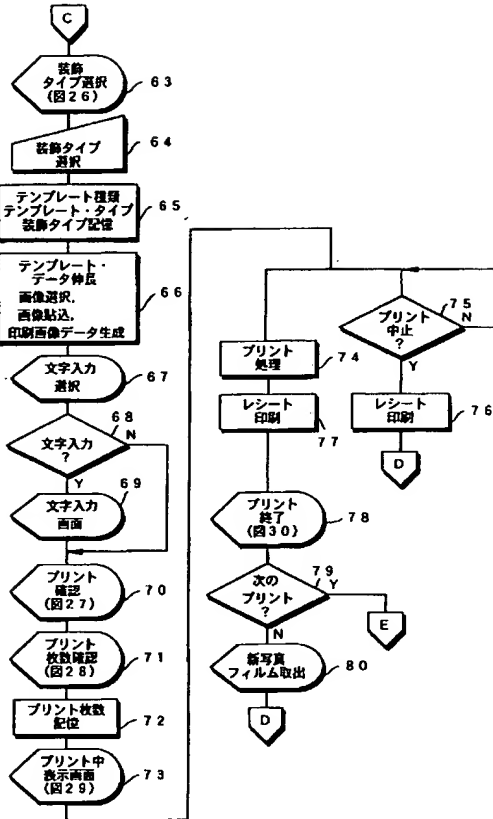 C
装飾
タイプ選択
(図26)
63
装飾タイプ
選択
64
テンプレート種類
テンプレート・タイプ
装飾タイプ記憶
65
テンプレート・
データ伸長
画像選択,
画像貼込,
印刷画像データ生成
66
文字入力
選択
67
文字入力
?
68
N
Y
文字入力
画面
69
プリント
確認
(図27)
70
プリント
枚数確認
(図28)
71
プリント枚数
記位
72
プリント中
表示画面
(図29)
73
プリント
処理
74
レシート
印刷
77
プリント
中止
?
75
N
Y
レシート
印刷
76
D
プリント
終了
(図30)
78
次の
プリント
?
79
Y
E
N
新写真
フィルム取出
80
D